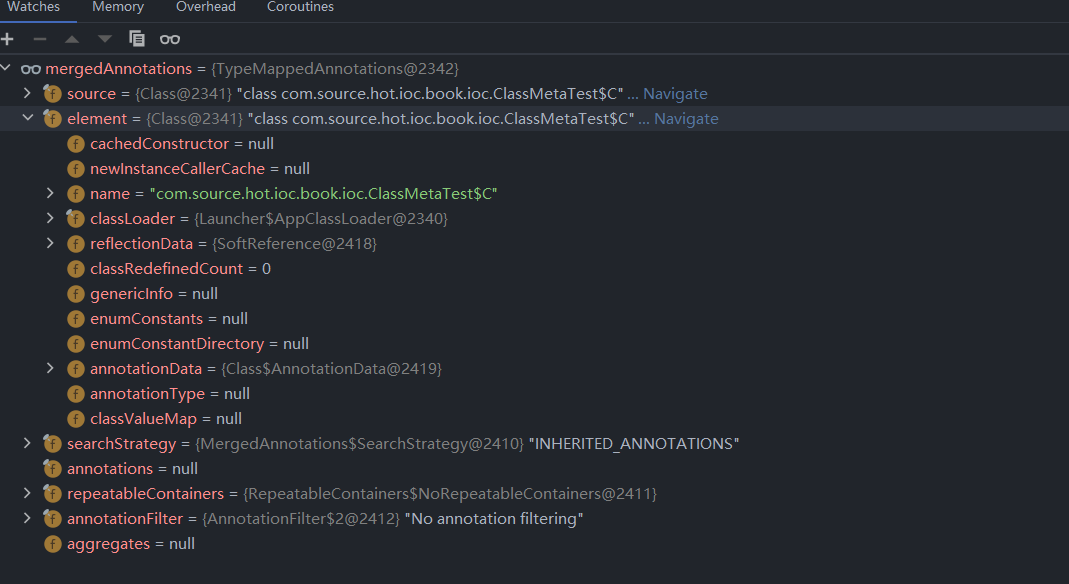 Watches Memory Overhead Coroutines
mergedAnnotations = {TypeMappedAnnotations@2342}
f source = {Class@2341} "class com.source.hot.ioc.book.ioc.ClassMetaTest$C" ... Navigate
f element = {Class@2341} "class com.source.hot.ioc.book.ioc.ClassMetaTest$C" ... Navigate
f cachedConstructor = null
f newInstanceCallerCache = null
f name = "com.source.hot.ioc.book.ioc.ClassMetaTest$C"
f classLoader = {Launcher$AppClassLoader@2340}
f reflectionData = {SoftReference@2418}
f classRedefinedCount = 0
f genericInfo = null
f enumConstants = null
f enumConstantDirectory = null
f annotationData = {Class$AnnotationData@2419}
f annotationType = null
f classValueMap = null
f searchStrategy = {MergedAnnotations$SearchStrategy@2410} "INHERITED_ANNOTATIONS"
f annotations = null
f repeatableContainers = {RepeatableContainers$NoRepeatableContainers@2411}
f annotationFilter = {AnnotationFilter$2@2412} "No annotation filtering"
f aggregates = null